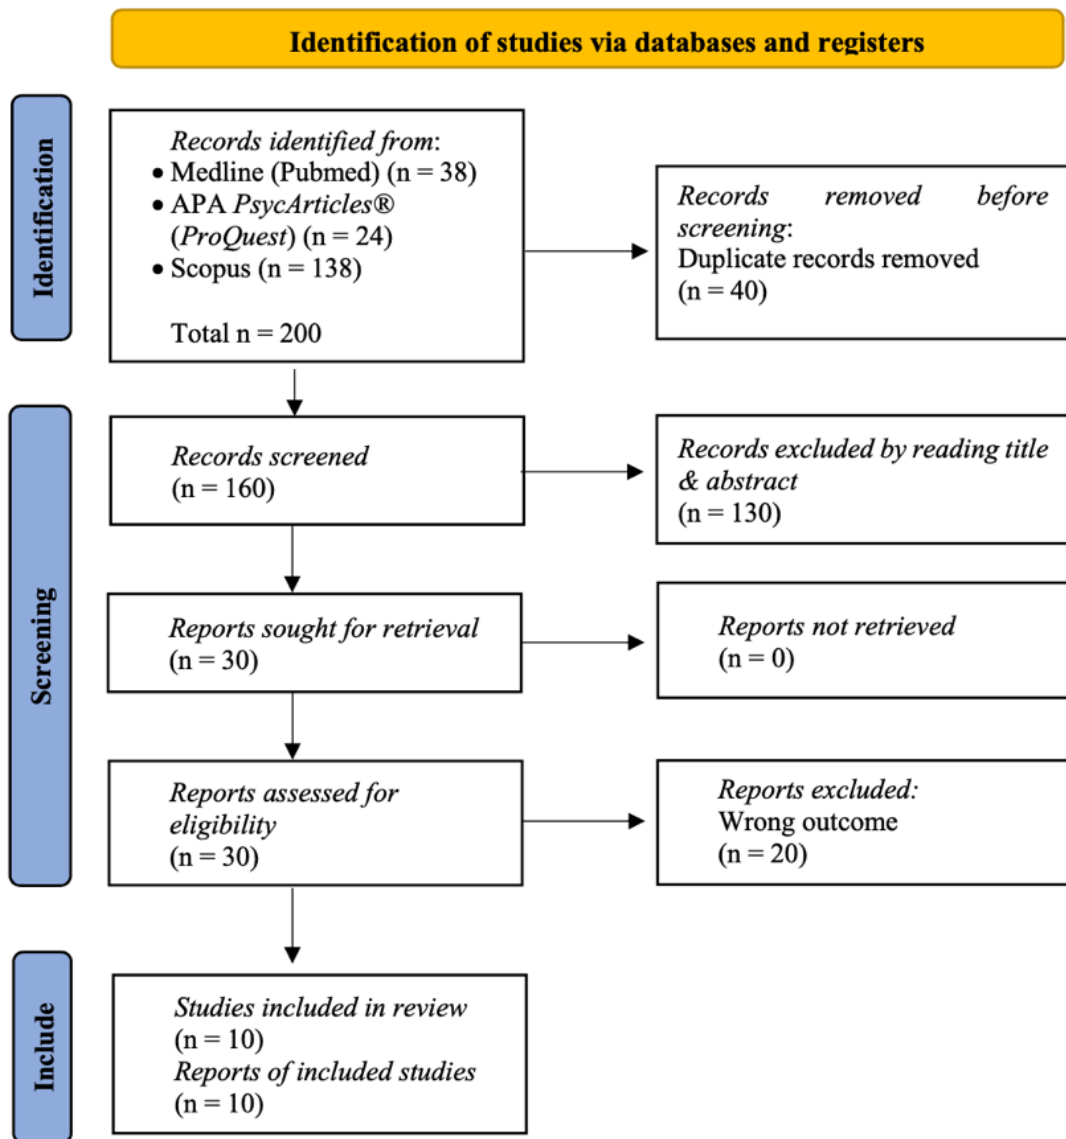 Identification of studies via databases and registers
Identification
Records identified from:
• Medline (Pubmed) (n = 38)
• APA PsycArticles®
(ProQuest) (n = 24)
• Scopus (n = 138)
Total n = 200
Records removed before
screening:
Duplicate records removed
(n = 40)
Screening
Records screened
(n = 160)
Records excluded by reading title
& abstract
(n = 130)
Reports sought for retrieval
(n = 30)
Reports not retrieved
(n = 0)
Reports assessed for
eligibility
(n = 30)
Reports excluded:
Wrong outcome
(n = 20)
Include
Studies included in review
(n = 10)
Reports of included studies
(n = 10)